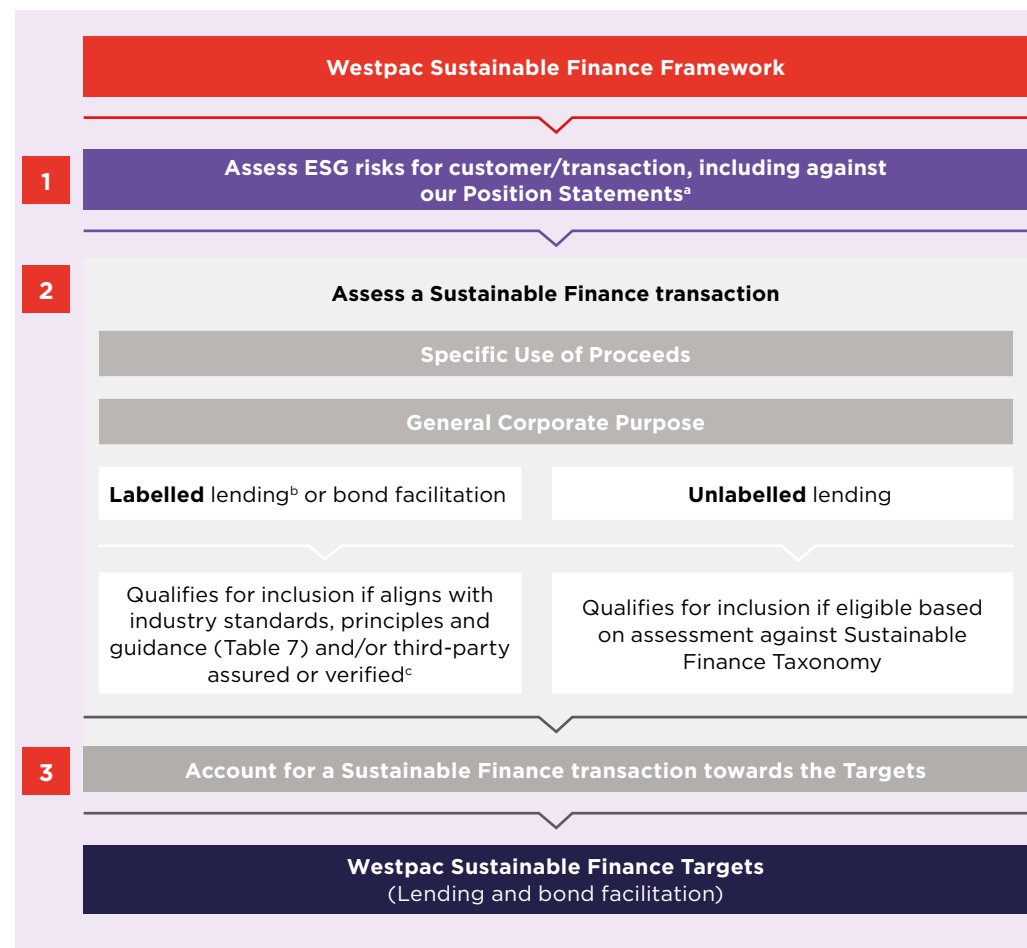 Westpac Sustainable Finance Framework
1
Assess ESG risks for customer/transaction, including against
our Position Statementsᵃ
2
Assess a Sustainable Finance transaction
Specific Use of Proceeds
General Corporate Purpose
Labelled lendingᵇ or bond facilitation
Unlabelled lending
Qualifies for inclusion if aligns with
industry standards, principles and
guidance (Table 7) and/or third-party
assured or verifiedᶜ
Qualifies for inclusion if eligible based
on assessment against Sustainable
Finance Taxonomy
3
Account for a Sustainable Finance transaction towards the Targets
Westpac Sustainable Finance Targets
(Lending and bond facilitation)